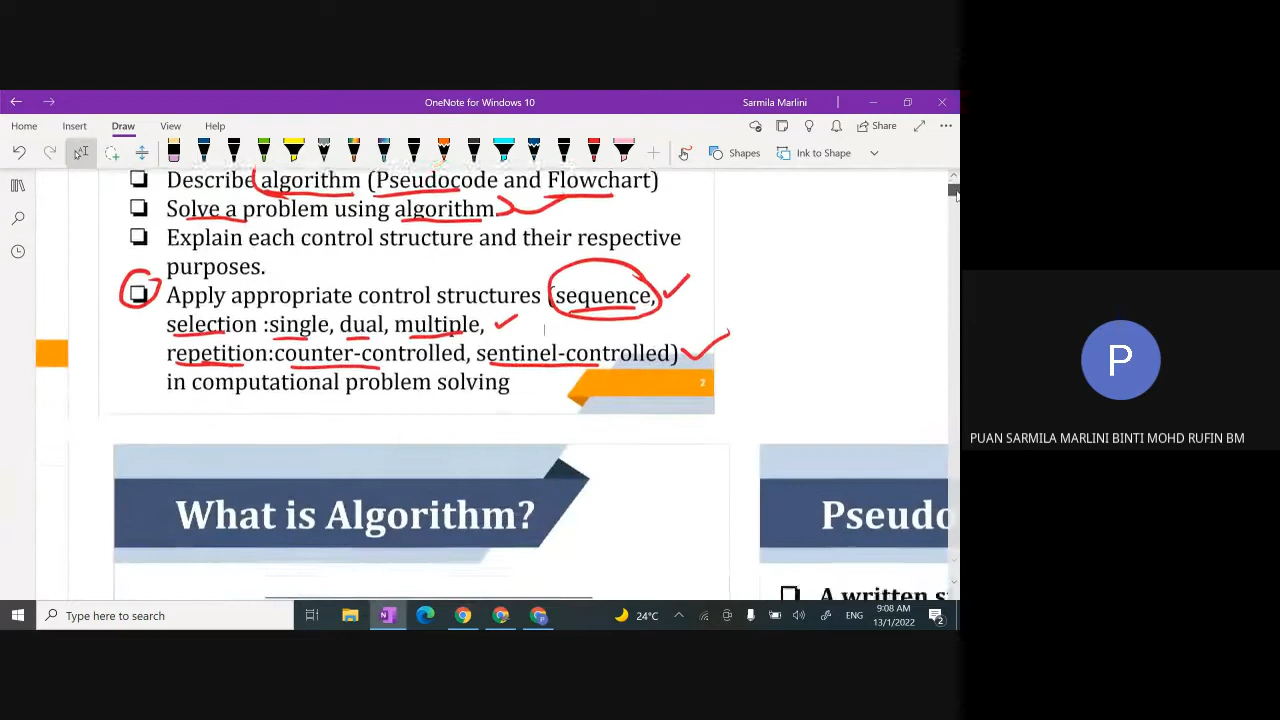 OneNote for Windows 10
Sarmila Marlini
Home Insert Draw View Help
Share
Shapes
Ink to Shape
Describe algorithm (Pseudocode and Flowchart)
Solve a problem using algorithm.
Explain each control structure and their respective
purposes.
Apply appropriate control structures (sequence,
selection :single, dual, multiple,
repetition:counter-controlled, sentinel-controlled)
in computational problem solving
2
What is Algorithm?
Pseudo
A written s
P
PUAN SARMILA MARLINI BINTI MOHD RUFIN BM
Type here to search
24°C
ENG
9:08 AM
13/1/2022
2